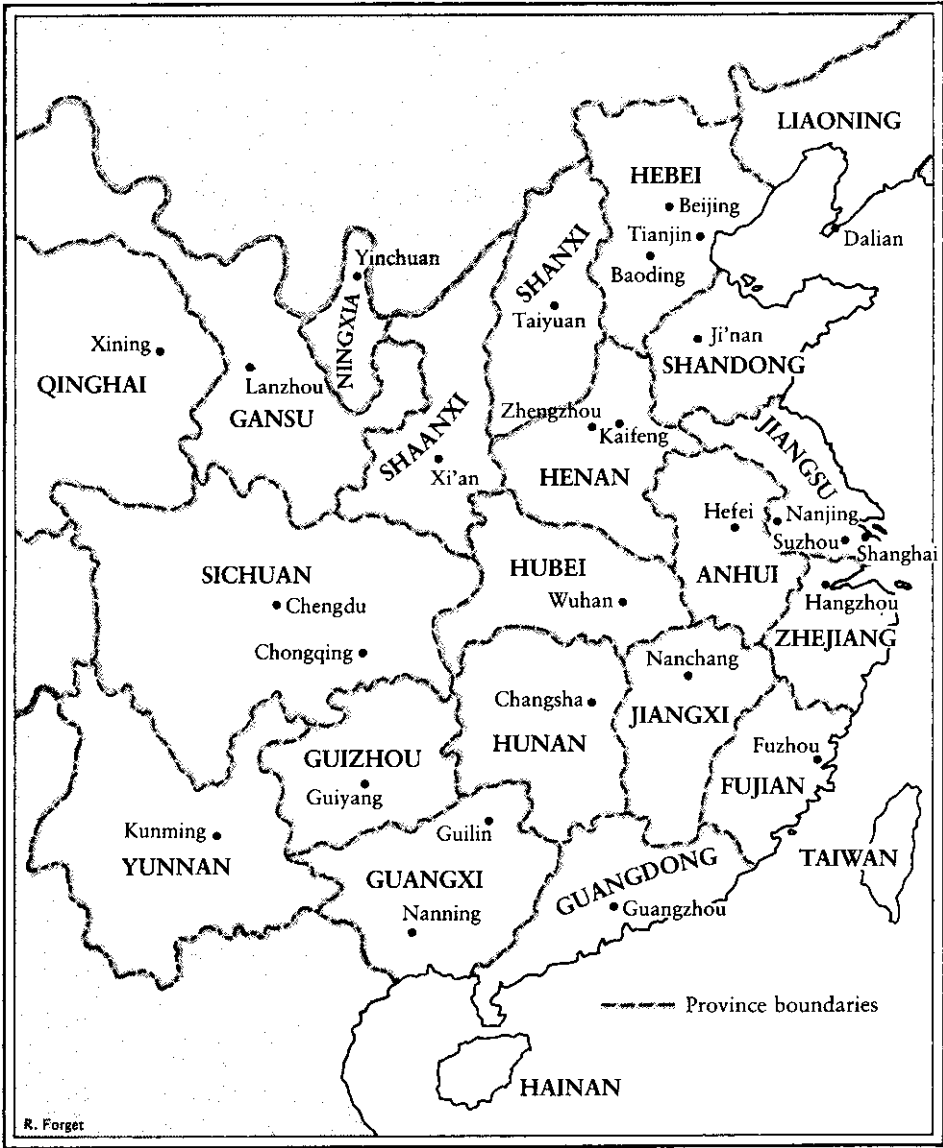 LIAONING
HEBEI
Beijing
Tianjin
Dalian
Baoding
Yinchuan
SHANXI
Taiyuan
NINGXIA
Xining
QINGHAI
Lanzhou
GANSU
Ji'nan
SHANDONG
SHAANXI
Xi'an
Zhengzhou
Kaifeng
HENAN
JIANGSU
Hefei
Nanjing
Suzhou
Shanghai
SICHUAN
Chengdu
Chongqing
HUBEI
Wuhan
ANHUI
Hangzhou
ZHEJIANG
Nanchang
JIANGXI
Changsha
HUNAN
GUIZHOU
Guiyang
Fuzhou
FUJIAN
Kunming
YUNNAN
Guilin
GUANGXI
Nanning
GUANGDONG
Guangzhou
TAIWAN
Province boundaries
HAINAN
R. Forget